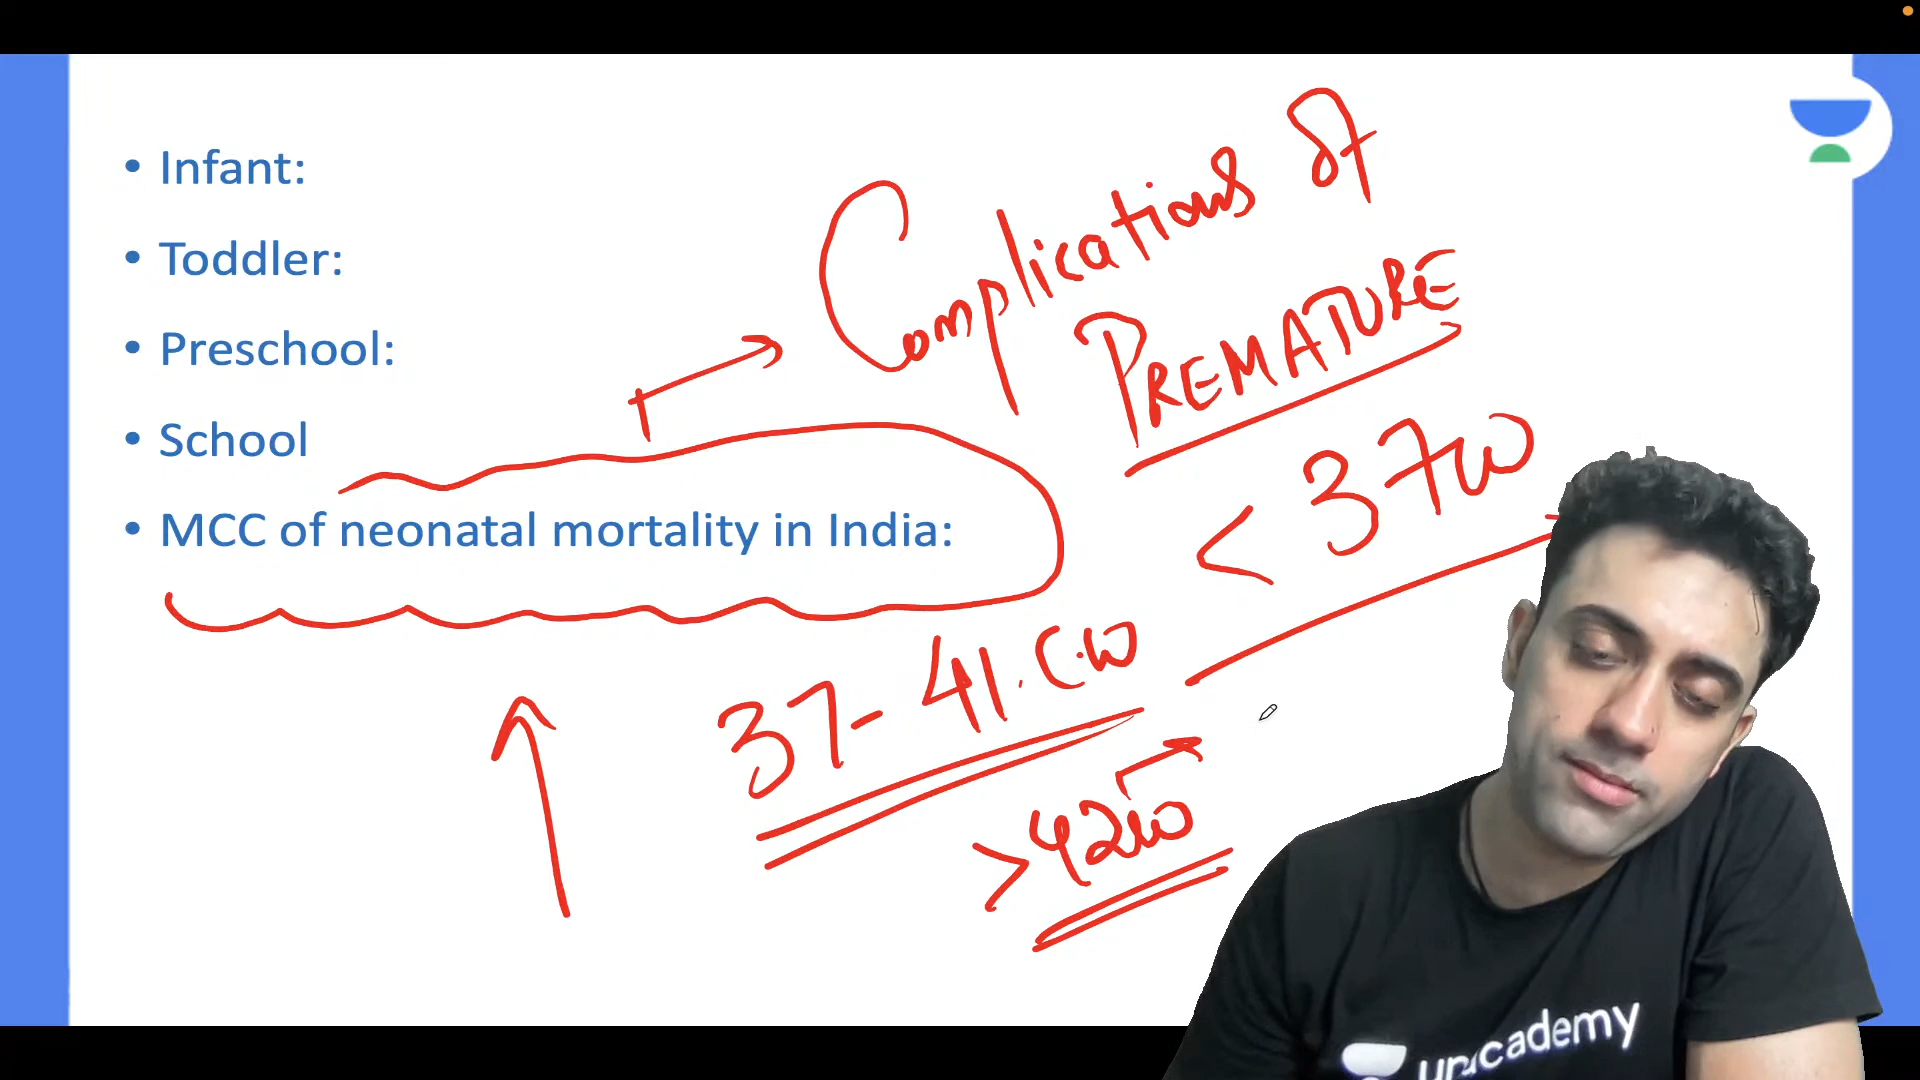 • Infant:
• Toddler:
• Preschool:
• School
• MCC of neonatal mortality in India:
Complications of
PREMATURE
< 37w
37-41.C.W
>42w
unacademy